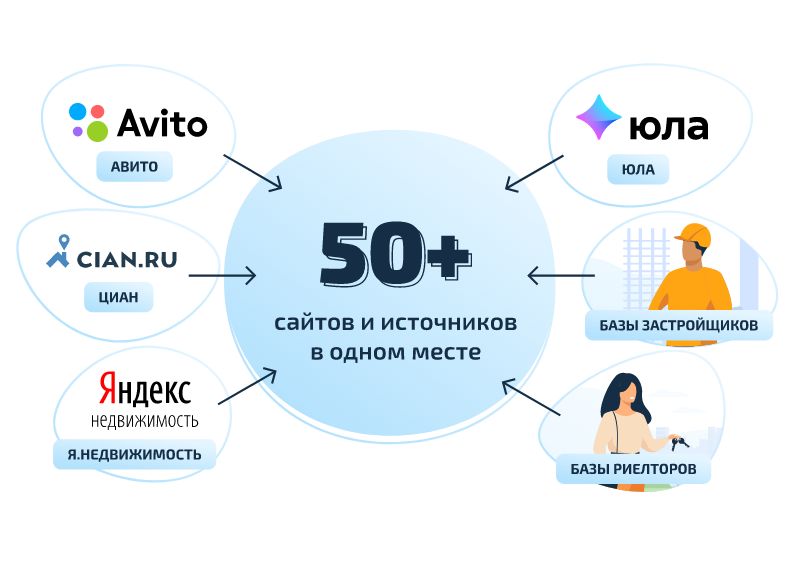 Avito
АВИТО
CIAN.RU
ЦИАН
Яндекс
недвижимость
Я.НЕДВИЖИМОСТЬ
50+
сайтов и источников
в одном месте
юла
ЮЛА
БАЗЫ ЗАСТРОЙЩИКОВ
БАЗЫ РИЕЛТОРОВ